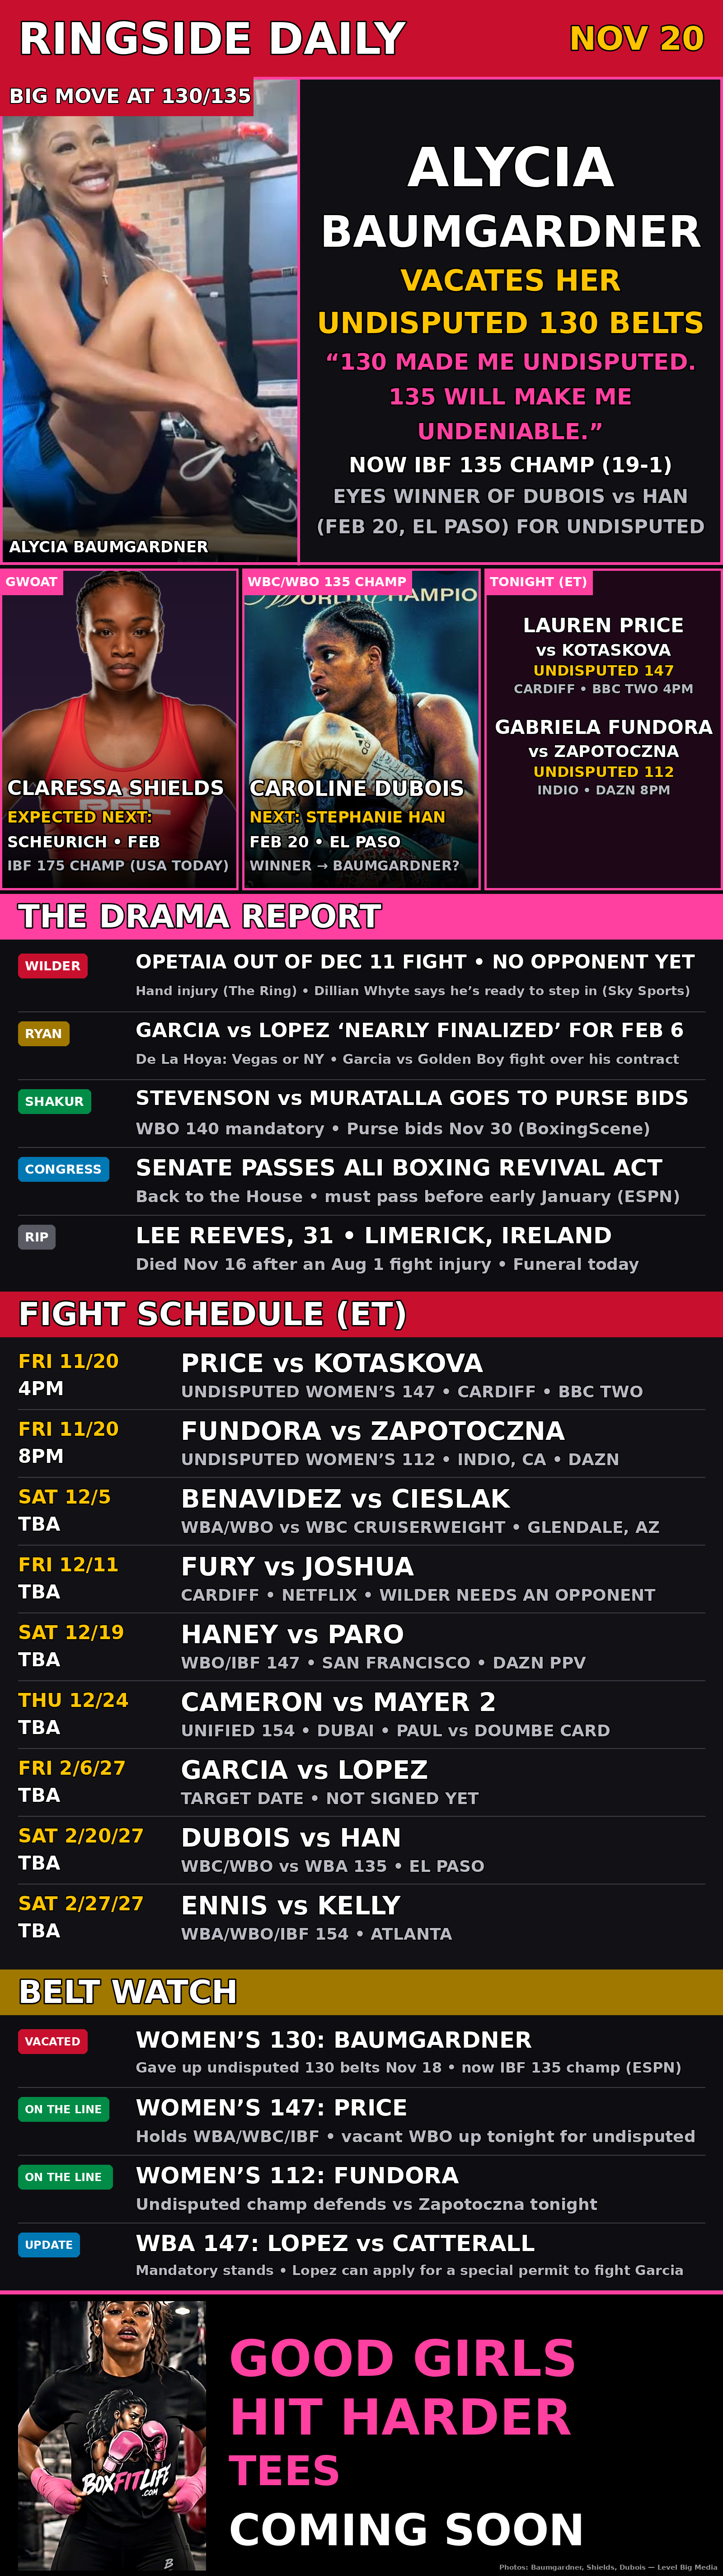 RINGSIDE DAILY
NOV 20
BIG MOVE AT 130/135
ALYCIA BAUMGARDNER
ALYCIA
BAUMGARDNER
VACATES HER
UNDISPUTED 130 BELTS
“130 MADE ME UNDISPUTED.
135 WILL MAKE ME
UNDENIABLE.”
NOW IBF 135 CHAMP (19-1)
EYES WINNER OF DUBOIS vs HAN
(FEB 20, EL PASO) FOR UNDISPUTED
GWOAT
CLARESSA SHIELDS
EXPECTED NEXT:
SCHEURICH • FEB
IBF 175 CHAMP (USA TODAY)
WBC/WBO 135 CHAMP
CAROLINE DUBOIS
NEXT: STEPHANIE HAN
FEB 20 • EL PASO
WINNER → BAUMGARDNER?
TONIGHT (ET)
LAUREN PRICE
vs KOTASKOVA
UNDISPUTED 147
CARDIFF • BBC TWO 4PM
GABRIELA FUNDORA
vs ZAPOTOCZNA
UNDISPUTED 112
INDIO • DAZN 8PM
THE DRAMA REPORT
WILDER
OPETAIA OUT OF DEC 11 FIGHT • NO OPPONENT YET
Hand injury (The Ring) • Dillian Whyte says he’s ready to step in (Sky Sports)
RYAN
GARCIA vs LOPEZ ‘NEARLY FINALIZED’ FOR FEB 6
De La Hoya: Vegas or NY • Garcia vs Golden Boy fight over his contract
SHAKUR
STEVENSON vs MURATALLA GOES TO PURSE BIDS
WBO 140 mandatory • Purse bids Nov 30 (BoxingScene)
CONGRESS
SENATE PASSES ALI BOXING REVIVAL ACT
Back to the House • must pass before early January (ESPN)
RIP
LEE REEVES, 31 • LIMERICK, IRELAND
Died Nov 16 after an Aug 1 fight injury • Funeral today
FIGHT SCHEDULE (ET)
FRI 11/20
4PM
PRICE vs KOTASKOVA
UNDISPUTED WOMEN’S 147 • CARDIFF • BBC TWO
FRI 11/20
8PM
FUNDORA vs ZAPOTOCZNA
UNDISPUTED WOMEN’S 112 • INDIO, CA • DAZN
SAT 12/5
TBA
BENAVIDEZ vs CIESLAK
WBA/WBO vs WBC CRUISERWEIGHT • GLENDALE, AZ
FRI 12/11
TBA
FURY vs JOSHUA
CARDIFF • NETFLIX • WILDER NEEDS AN OPPONENT
SAT 12/19
TBA
HANEY vs PARO
WBO/IBF 147 • SAN FRANCISCO • DAZN PPV
THU 12/24
TBA
CAMERON vs MAYER 2
UNIFIED 154 • DUBAI • PAUL vs DOUMBE CARD
FRI 2/6/27
TBA
GARCIA vs LOPEZ
TARGET DATE • NOT SIGNED YET
SAT 2/20/27
TBA
DUBOIS vs HAN
WBC/WBO vs WBA 135 • EL PASO
SAT 2/27/27
TBA
ENNIS vs KELLY
WBA/WBO/IBF 154 • ATLANTA
BELT WATCH
VACATED
WOMEN’S 130: BAUMGARDNER
Gave up undisputed 130 belts Nov 18 • now IBF 135 champ (ESPN)
ON THE LINE
WOMEN’S 147: PRICE
Holds WBA/WBC/IBF • vacant WBO up tonight for undisputed
ON THE LINE
WOMEN’S 112: FUNDORA
Undisputed champ defends vs Zapotoczna tonight
UPDATE
WBA 147: LOPEZ vs CATTERALL
Mandatory stands • Lopez can apply for a special permit to fight Garcia
BOXFITLIFE
.COM
B
GOOD GIRLS
HIT HARDER
TEES
COMING SOON
Photos: Baumgardner, Shields, Dubois — Level Big Media